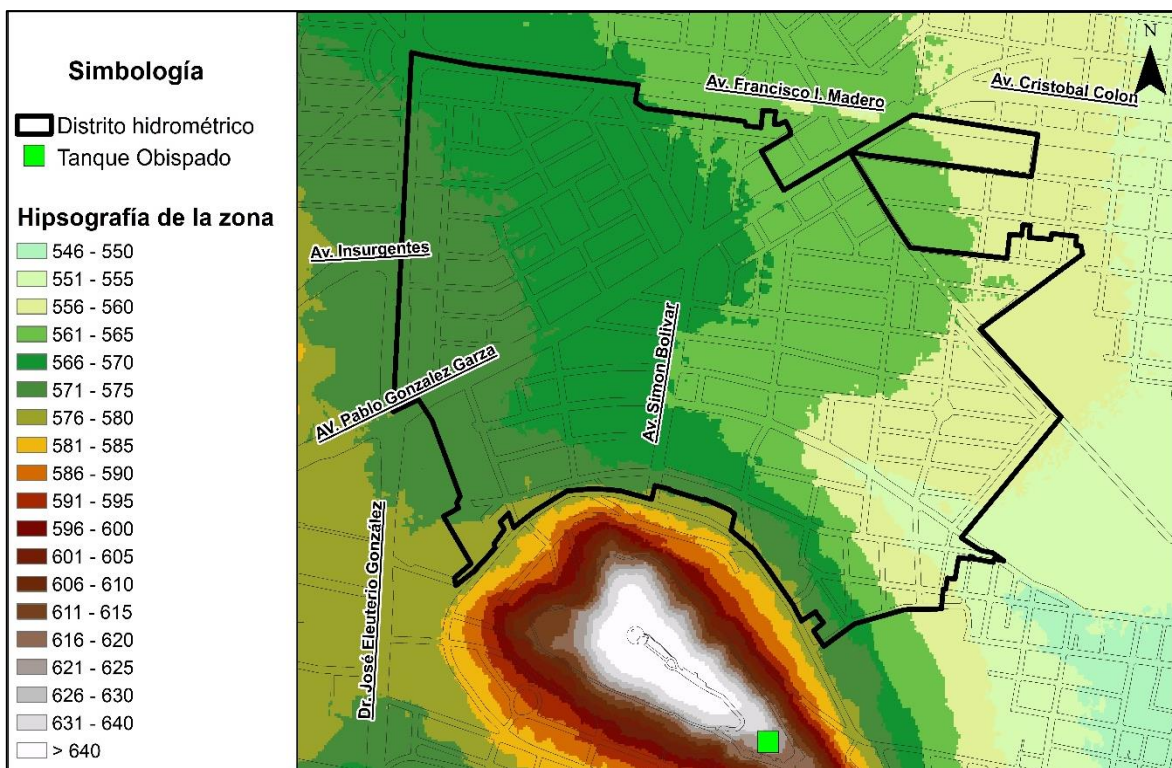 Simbología
Distrito hidrométrico
Tanque Obispado
Hipsografía de la zona
546 - 550
551 - 555
556 - 560
561 - 565
566 - 570
571 - 575
576 - 580
581 - 585
586 - 590
591 - 595
596 - 600
601 - 605
606 - 610
611 - 615
616 - 620
621 - 625
626 - 630
631 - 640
> 640
N
Av. Francisco I. Madero
Av. Cristobal Colon
Av. Insurgentes
AV. Pablo Gonzalez Garza
Av. Simon Bolivar
Dr. José Eleuterio González